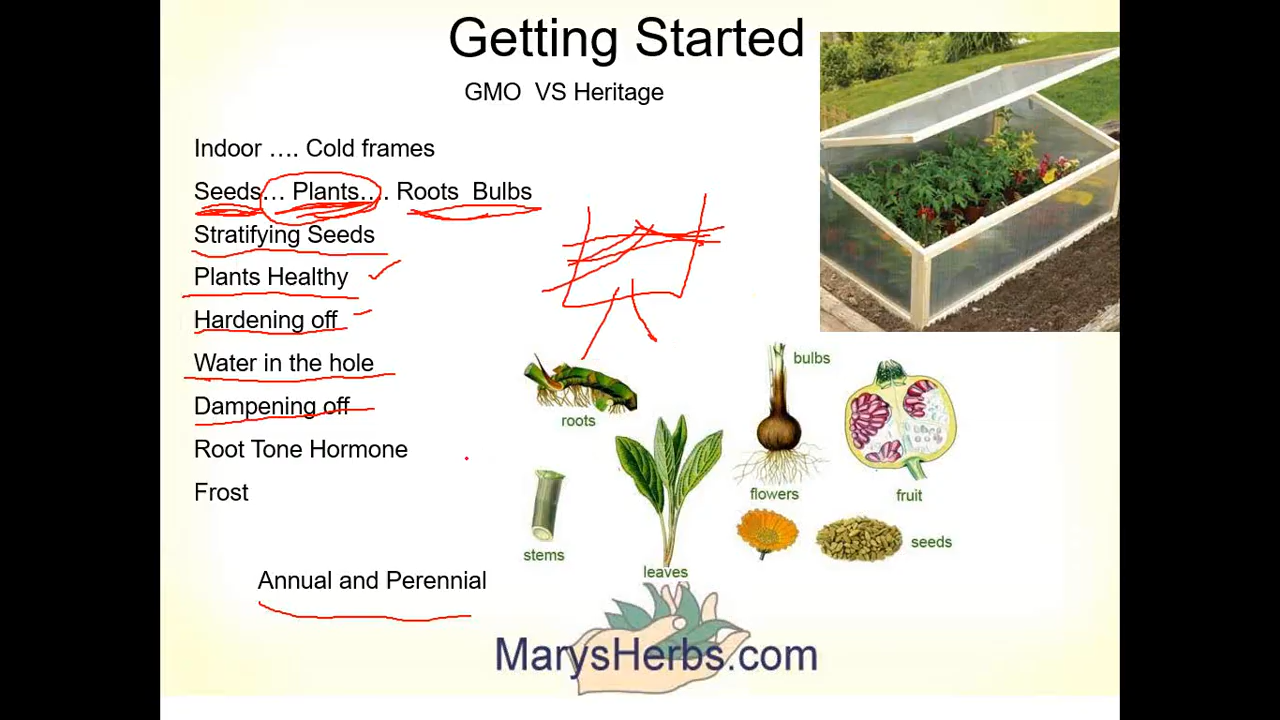 Getting Started
GMO VS Heritage
Indoor .... Cold frames
Seeds... Plants.... Roots Bulbs
Stratifying Seeds
Plants Healthy
Hardening off
Water in the hole
Dampening off
Root Tone Hormone
Frost
Annual and Perennial
roots
bulbs
stems
leaves
flowers
fruit
seeds
MarysHerbs.com